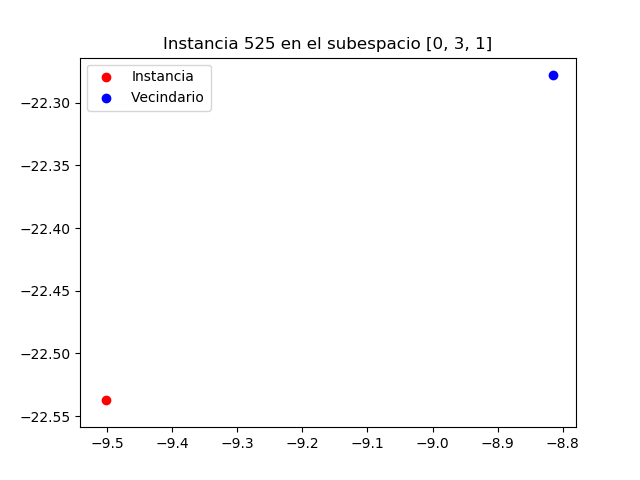 Instancia 525 en el subespacio [0, 3, 1]
Instancia
Vecindario
−22.30
−22.35
−22.40
−22.45
−22.50
−22.55
−9.5 −9.4 −9.3 −9.2 −9.1 −9.0 −8.9 −8.8